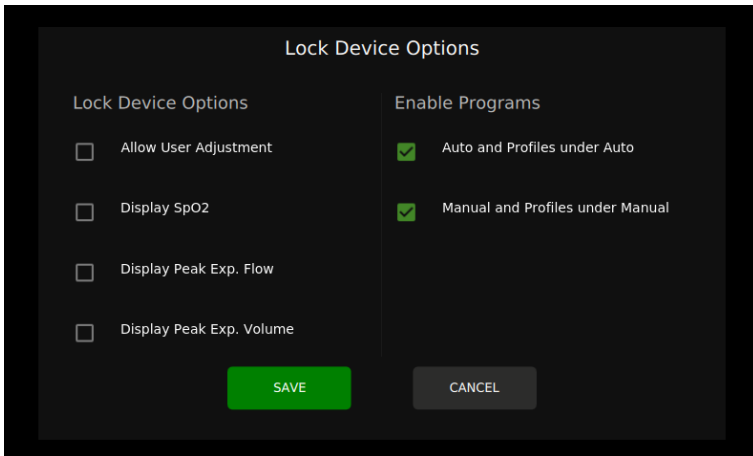 Lock Device Options
Lock Device Options
Allow User Adjustment
Display SpO2
Display Peak Exp. Flow
Display Peak Exp. Volume
Enable Programs
Auto and Profiles under Auto
Manual and Profiles under Manual
SAVE
CANCEL